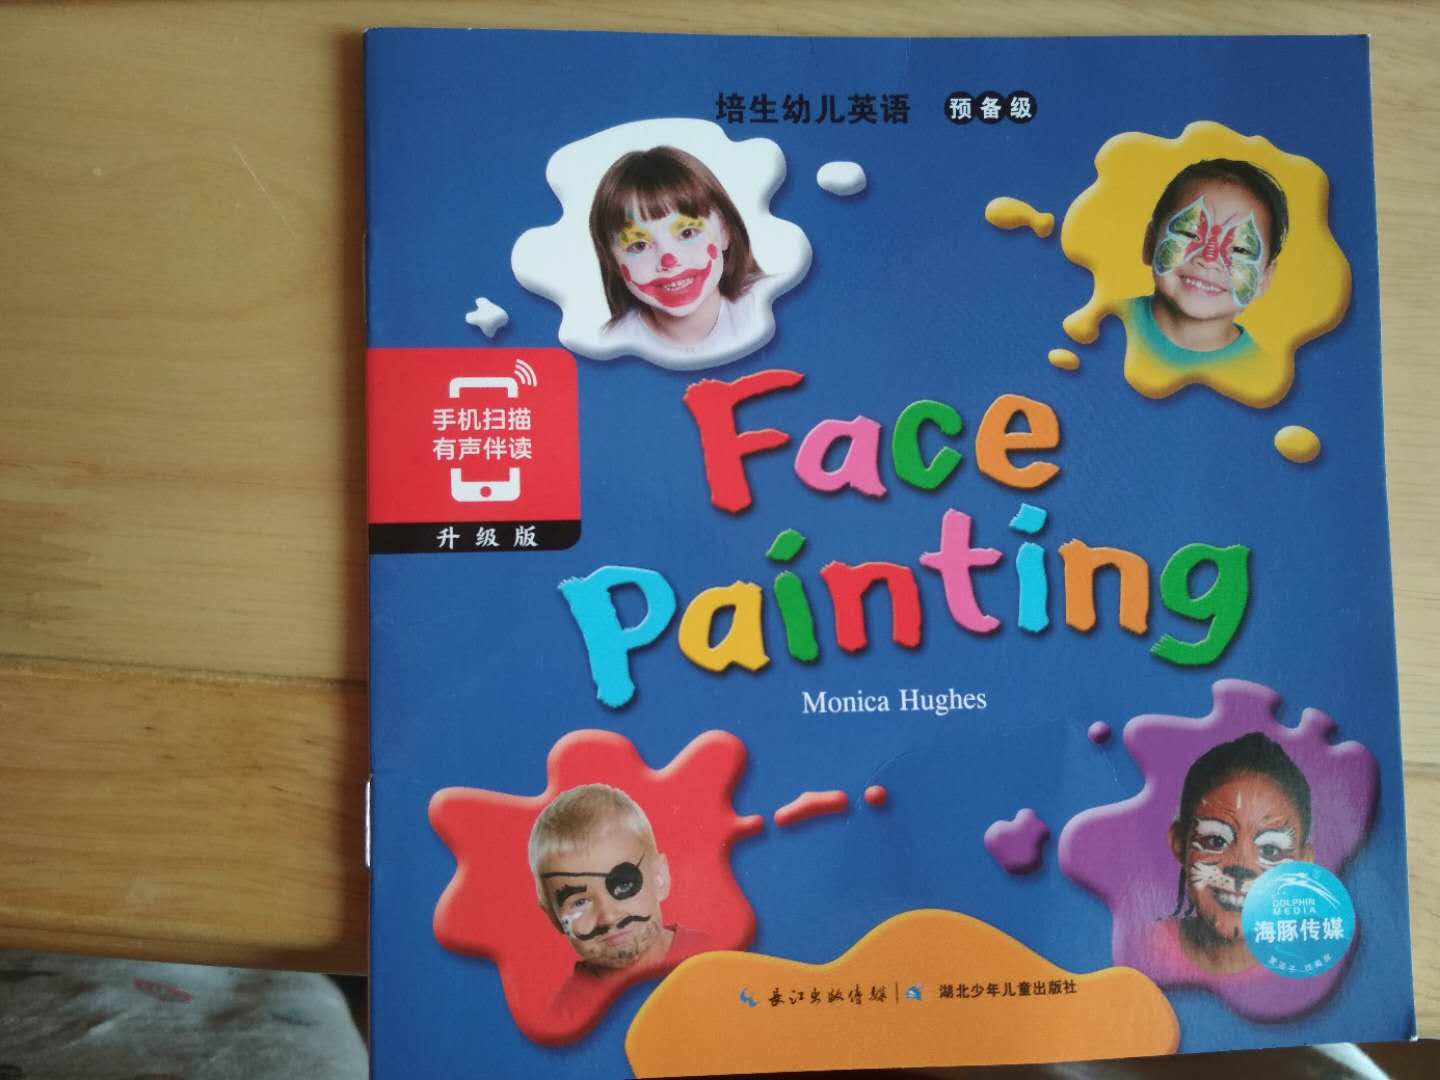 培生幼儿英语 预备级
手机扫描
有声伴读
升级版
Face
Painting
Monica Hughes
DOLPHIN
MEDIA
海豚传媒
长江出版传媒 湖北少年儿童出版社